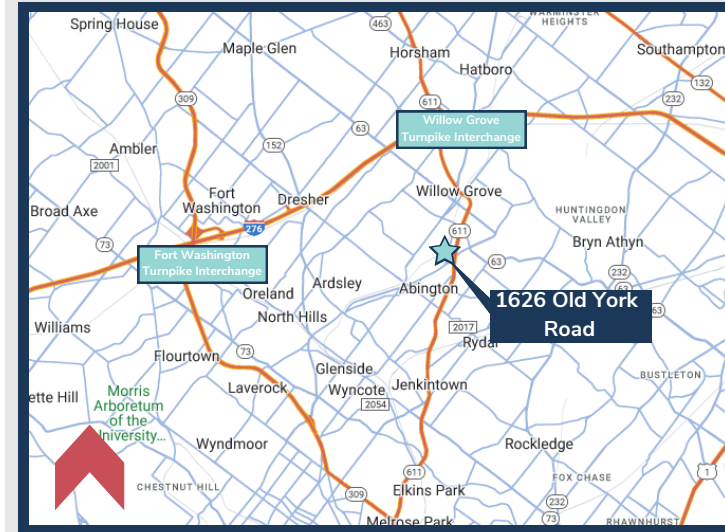 WARMINSTER
HEIGHTS
Spring House
463
Maple Glen
Horsham
Southampton
Hatboro
132
309
611
232
Willow Grove
Turnpike Interchange
63
152
Ambler
2001
Fort
Washington
Dresher
Willow Grove
Broad Axe
HUNTINGDON
VALLEY
276
611
Bryn Athyn
73
Fort Washington
Turnpike Interchange
63
232
Ardsley
Oreland
Abington
1626 Old York
Road
63
North Hills
Williams
2017
Rydal
Flourtown
73
Glenside
BUSTLETON
Laverock
Wyncote
Jenkintown
ette Hill
Morris
Arboretum
of the
University...
2054
Wyndmoor
Rockledge
CHESTNUT HILL
611
FOX CHASE
1
309
Elkins Park
232
73
Melrose Park
RHAWNHURST